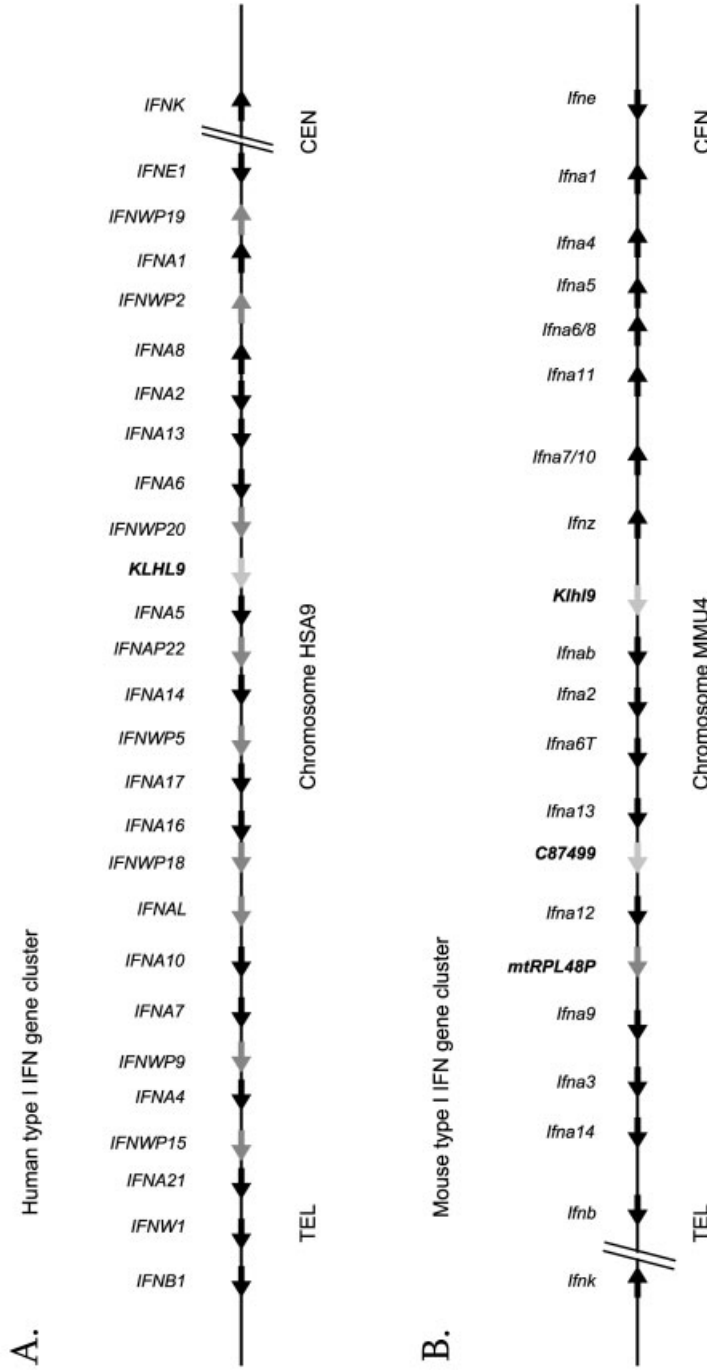 A.
Human type I IFN gene cluster
IFNB1
IFNW1
IFNA21
IFNWP15
IFNA4
IFNWP9
IFNA7
IFNA10
IFNAL
IFNWP18
IFNA16
IFNA17
IFNWP5
IFNA14
IFNAP22
IFNA5
KLHL9
IFNWP20
IFNA6
IFNA13
IFNA2
IFNA8
IFNWP2
IFNA1
IFNWP19
IFNE1
IFNK
TEL
Chromosome HSA9
CEN
B.
Mouse type I IFN gene cluster
Ifnk
Ifnb
Ifna14
Ifna3
Ifna9
mtRPL48P
Ifna12
C87499
Ifna13
Ifna6T
Ifna2
Ifnab
Klhl9
Ifnz
Ifna7/10
Ifna11
Ifna6/8
Ifna5
Ifna4
Ifna1
Ifne
TEL
Chromosome MMU4
CEN